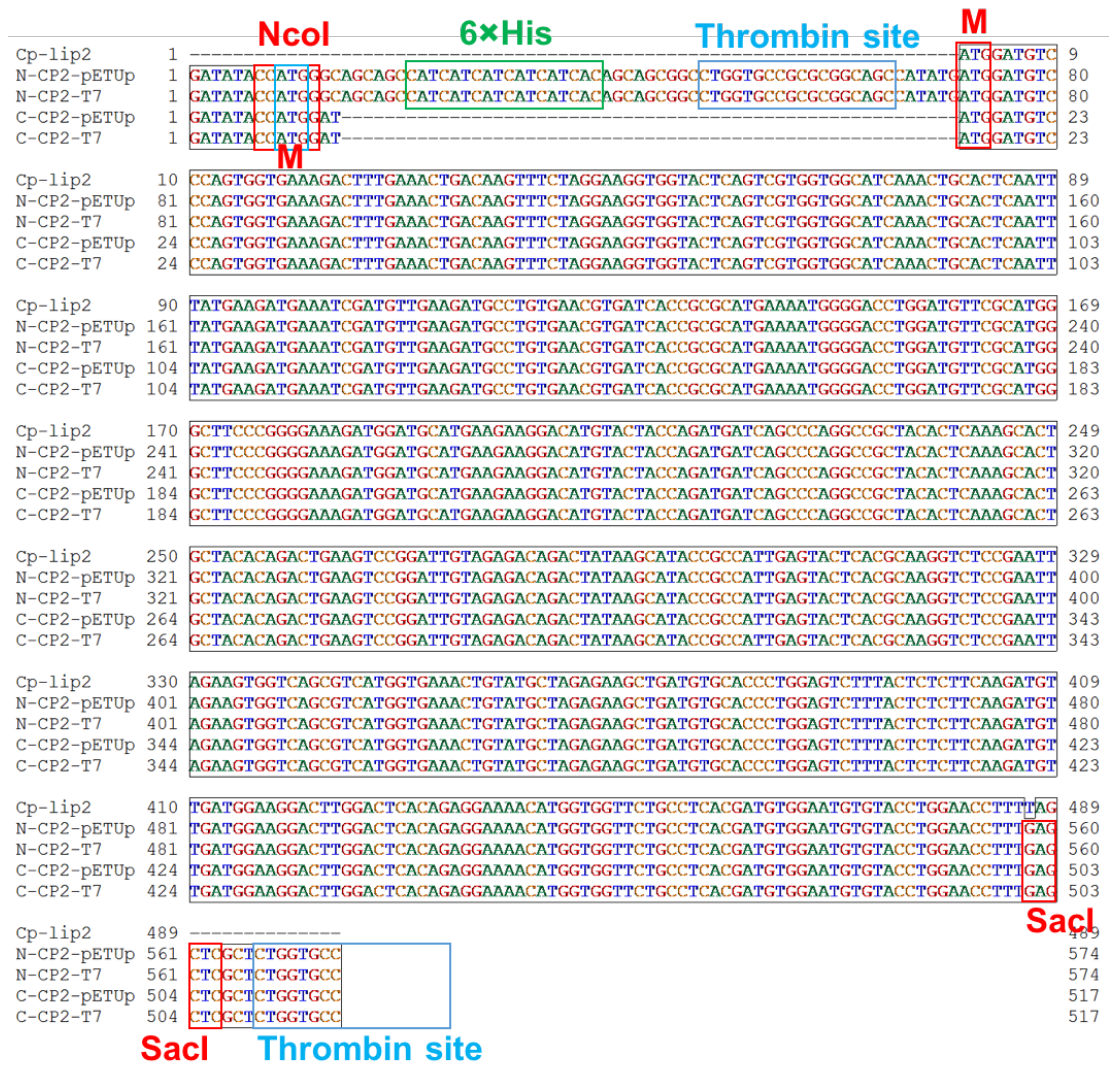 NcoI 6×His Thrombin site M
Cp-lip2 1 -----------------------------------------------------------------------ATGGATGTC 9
N-CP2-pETUp 1 GATATACCATGGGCAGCAGCCATCATCATCATCATCACAGCAGCGGCCTGGTGCCGCGCGGCAGCCATATGATGGATGTC 80
N-CP2-T7 1 GATATACCATGGGCAGCAGCCATCATCATCATCATCACAGCAGCGGCCTGGTGCCGCGCGGCAGCCATATGATGGATGTC 80
C-CP2-pETUp 1 GATATACCATGGAT---------------------------------------------------------ATGGATGTC 23
C-CP2-T7 1 GATATACCATGGAT---------------------------------------------------------ATGGATGTC 23
M
Cp-lip2 10 CCAGTGGTGAAAGACTTTGAAACTGACAAGTTTCTAGGAAGGTGGTACTCAGTCGTGGTGGCATCAAACTGCACTCAATT 89
N-CP2-pETUp 81 CCAGTGGTGAAAGACTTTGAAACTGACAAGTTTCTAGGAAGGTGGTACTCAGTCGTGGTGGCATCAAACTGCACTCAATT 160
N-CP2-T7 81 CCAGTGGTGAAAGACTTTGAAACTGACAAGTTTCTAGGAAGGTGGTACTCAGTCGTGGTGGCATCAAACTGCACTCAATT 160
C-CP2-pETUp 24 CCAGTGGTGAAAGACTTTGAAACTGACAAGTTTCTAGGAAGGTGGTACTCAGTCGTGGTGGCATCAAACTGCACTCAATT 103
C-CP2-T7 24 CCAGTGGTGAAAGACTTTGAAACTGACAAGTTTCTAGGAAGGTGGTACTCAGTCGTGGTGGCATCAAACTGCACTCAATT 103
Cp-lip2 90 TATGAAGATGAAATCGATGTTGAAGATGCCTGTGAACGTGATCACCGCGCATGAAAATGGGGACCTGGATGTTCGCATGG 169
N-CP2-pETUp 161 TATGAAGATGAAATCGATGTTGAAGATGCCTGTGAACGTGATCACCGCGCATGAAAATGGGGACCTGGATGTTCGCATGG 240
N-CP2-T7 161 TATGAAGATGAAATCGATGTTGAAGATGCCTGTGAACGTGATCACCGCGCATGAAAATGGGGACCTGGATGTTCGCATGG 240
C-CP2-pETUp 104 TATGAAGATGAAATCGATGTTGAAGATGCCTGTGAACGTGATCACCGCGCATGAAAATGGGGACCTGGATGTTCGCATGG 183
C-CP2-T7 104 TATGAAGATGAAATCGATGTTGAAGATGCCTGTGAACGTGATCACCGCGCATGAAAATGGGGACCTGGATGTTCGCATGG 183
Cp-lip2 170 GCTTCCCGGGGAAAGATGGATGCATGAAGAAGGACATGTACTACCAGATGATCAGCCCAGGCCGCTACACTCAAAGCACT 249
N-CP2-pETUp 241 GCTTCCCGGGGAAAGATGGATGCATGAAGAAGGACATGTACTACCAGATGATCAGCCCAGGCCGCTACACTCAAAGCACT 320
N-CP2-T7 241 GCTTCCCGGGGAAAGATGGATGCATGAAGAAGGACATGTACTACCAGATGATCAGCCCAGGCCGCTACACTCAAAGCACT 320
C-CP2-pETUp 184 GCTTCCCGGGGAAAGATGGATGCATGAAGAAGGACATGTACTACCAGATGATCAGCCCAGGCCGCTACACTCAAAGCACT 263
C-CP2-T7 184 GCTTCCCGGGGAAAGATGGATGCATGAAGAAGGACATGTACTACCAGATGATCAGCCCAGGCCGCTACACTCAAAGCACT 263
Cp-lip2 250 GCTACACAGACTGAAGTCCGGATTGTAGAGACAGACTATAAGCATACCGCCATTGAGTACTCACGCAAGGTCTCCGAATT 329
N-CP2-pETUp 321 GCTACACAGACTGAAGTCCGGATTGTAGAGACAGACTATAAGCATACCGCCATTGAGTACTCACGCAAGGTCTCCGAATT 400
N-CP2-T7 321 GCTACACAGACTGAAGTCCGGATTGTAGAGACAGACTATAAGCATACCGCCATTGAGTACTCACGCAAGGTCTCCGAATT 400
C-CP2-pETUp 264 GCTACACAGACTGAAGTCCGGATTGTAGAGACAGACTATAAGCATACCGCCATTGAGTACTCACGCAAGGTCTCCGAATT 343
C-CP2-T7 264 GCTACACAGACTGAAGTCCGGATTGTAGAGACAGACTATAAGCATACCGCCATTGAGTACTCACGCAAGGTCTCCGAATT 343
Cp-lip2 330 AGAAGTGGTCAGCGTCATGGTGAAACTGTATGCTAGAGAAGCTGATGTGCACCCTGGAGTCTTTACTCTCTTCAAGATGT 409
N-CP2-pETUp 401 AGAAGTGGTCAGCGTCATGGTGAAACTGTATGCTAGAGAAGCTGATGTGCACCCTGGAGTCTTTACTCTCTTCAAGATGT 480
N-CP2-T7 401 AGAAGTGGTCAGCGTCATGGTGAAACTGTATGCTAGAGAAGCTGATGTGCACCCTGGAGTCTTTACTCTCTTCAAGATGT 480
C-CP2-pETUp 344 AGAAGTGGTCAGCGTCATGGTGAAACTGTATGCTAGAGAAGCTGATGTGCACCCTGGAGTCTTTACTCTCTTCAAGATGT 423
C-CP2-T7 344 AGAAGTGGTCAGCGTCATGGTGAAACTGTATGCTAGAGAAGCTGATGTGCACCCTGGAGTCTTTACTCTCTTCAAGATGT 423
Cp-lip2 410 TGATGGAAGGACTTGGACTCACAGAGGAAAACATGGTGGTTCTGCCTCACGATGTGGAATGTGTACCTGGAACCTTTTAG 489
N-CP2-pETUp 481 TGATGGAAGGACTTGGACTCACAGAGGAAAACATGGTGGTTCTGCCTCACGATGTGGAATGTGTACCTGGAACCTTTGAG 560
N-CP2-T7 481 TGATGGAAGGACTTGGACTCACAGAGGAAAACATGGTGGTTCTGCCTCACGATGTGGAATGTGTACCTGGAACCTTTGAG 560
C-CP2-pETUp 424 TGATGGAAGGACTTGGACTCACAGAGGAAAACATGGTGGTTCTGCCTCACGATGTGGAATGTGTACCTGGAACCTTTGAG 503
C-CP2-T7 424 TGATGGAAGGACTTGGACTCACAGAGGAAAACATGGTGGTTCTGCCTCACGATGTGGAATGTGTACCTGGAACCTTTGAG 503
SacI
Cp-lip2 489 -------------- 489
N-CP2-pETUp 561 CTCGCTCTGGTGCC 574
N-CP2-T7 561 CTCGCTCTGGTGCC 574
C-CP2-pETUp 504 CTCGCTCTGGTGCC 517
C-CP2-T7 504 CTCGCTCTGGTGCC 517
SacI Thrombin site